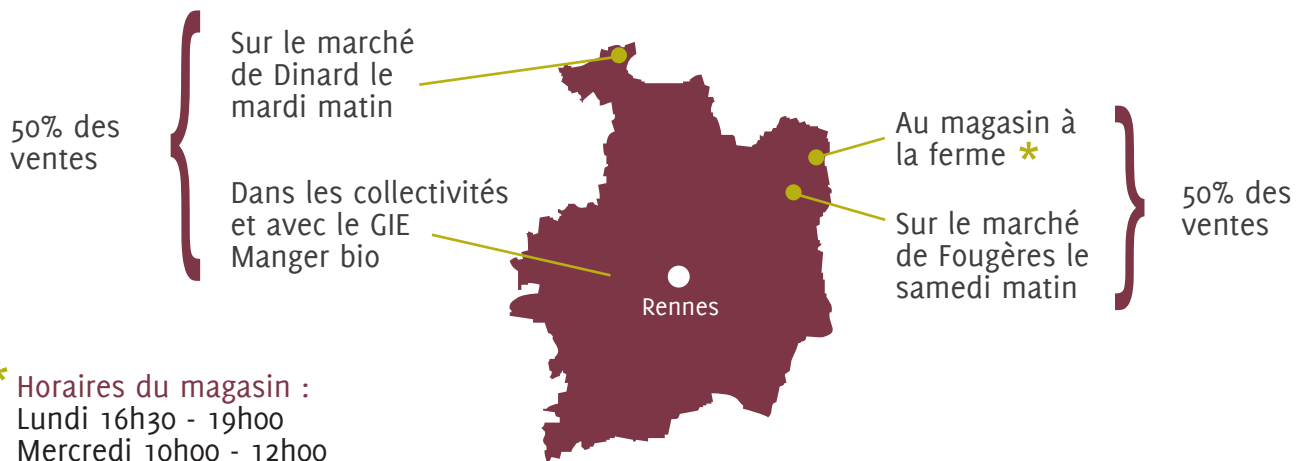 50% des
ventes
Sur le marché
de Dinard le
mardi matin
Dans les collectivités
et avec le GIE
Manger bio
Rennes
Au magasin à
la ferme *
Sur le marché
de Fougères le
samedi matin
50% des
ventes
* Horaires du magasin :
Lundi 16h30 - 19h00
Mercredi 10h00 - 12h00